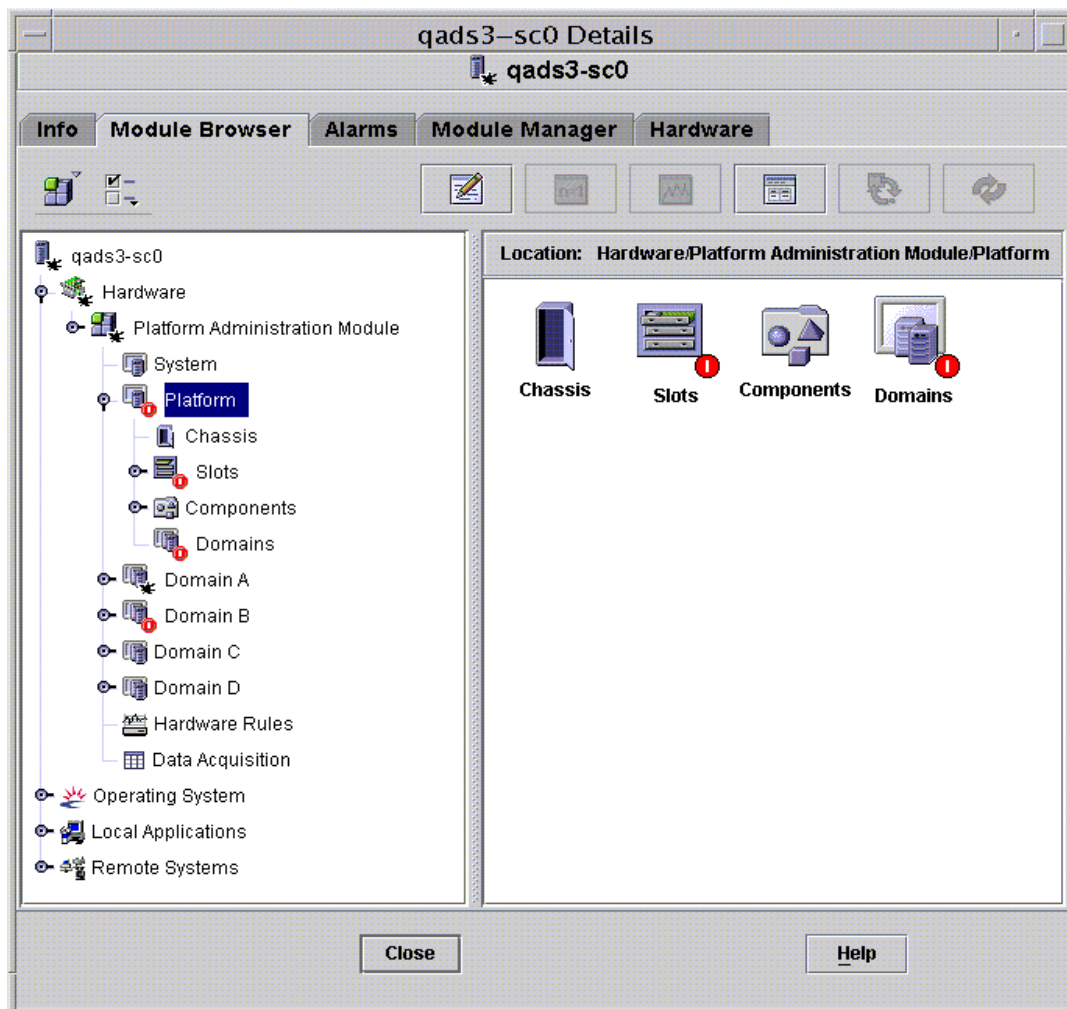 qads3-sc0 Details
qads3-sc0
Info Module Browser Alarms Module Manager Hardware
n=1
qads3-sc0
Location: Hardware/Platform Administration Module/Platform
Hardware
Platform Administration Module
System
Platform
Chassis
Slots
Components
Domains
Domain A
Domain B
Domain C
Domain D
Hardware Rules
Data Acquisition
Operating System
Local Applications
Remote Systems
Chassis Slots Components Domains
Close Help